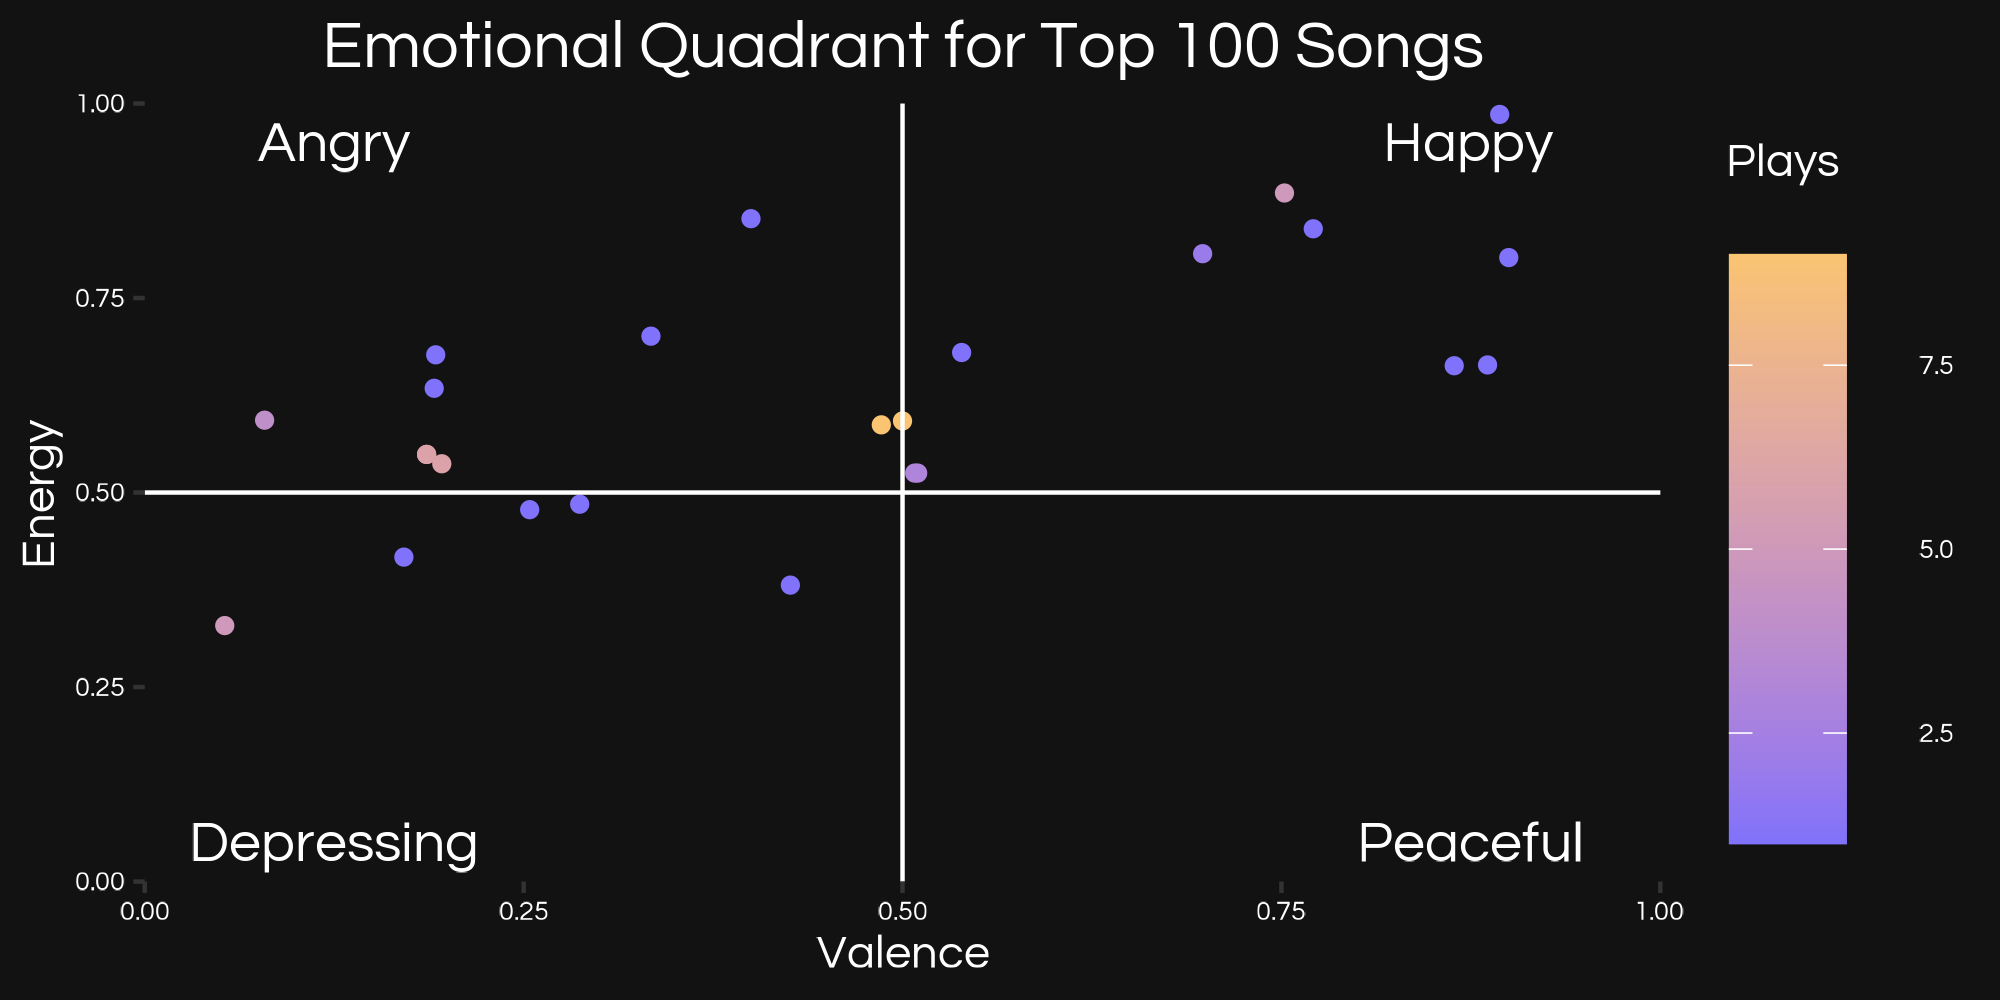 Emotional Quadrant for Top 100 Songs
1.00
Angry
Happy
Plays
0.75
7.5
Energy
0.50
5.0
0.25
2.5
Depressing
Peaceful
0.00
0.00 0.25 0.50 0.75 1.00
Valence